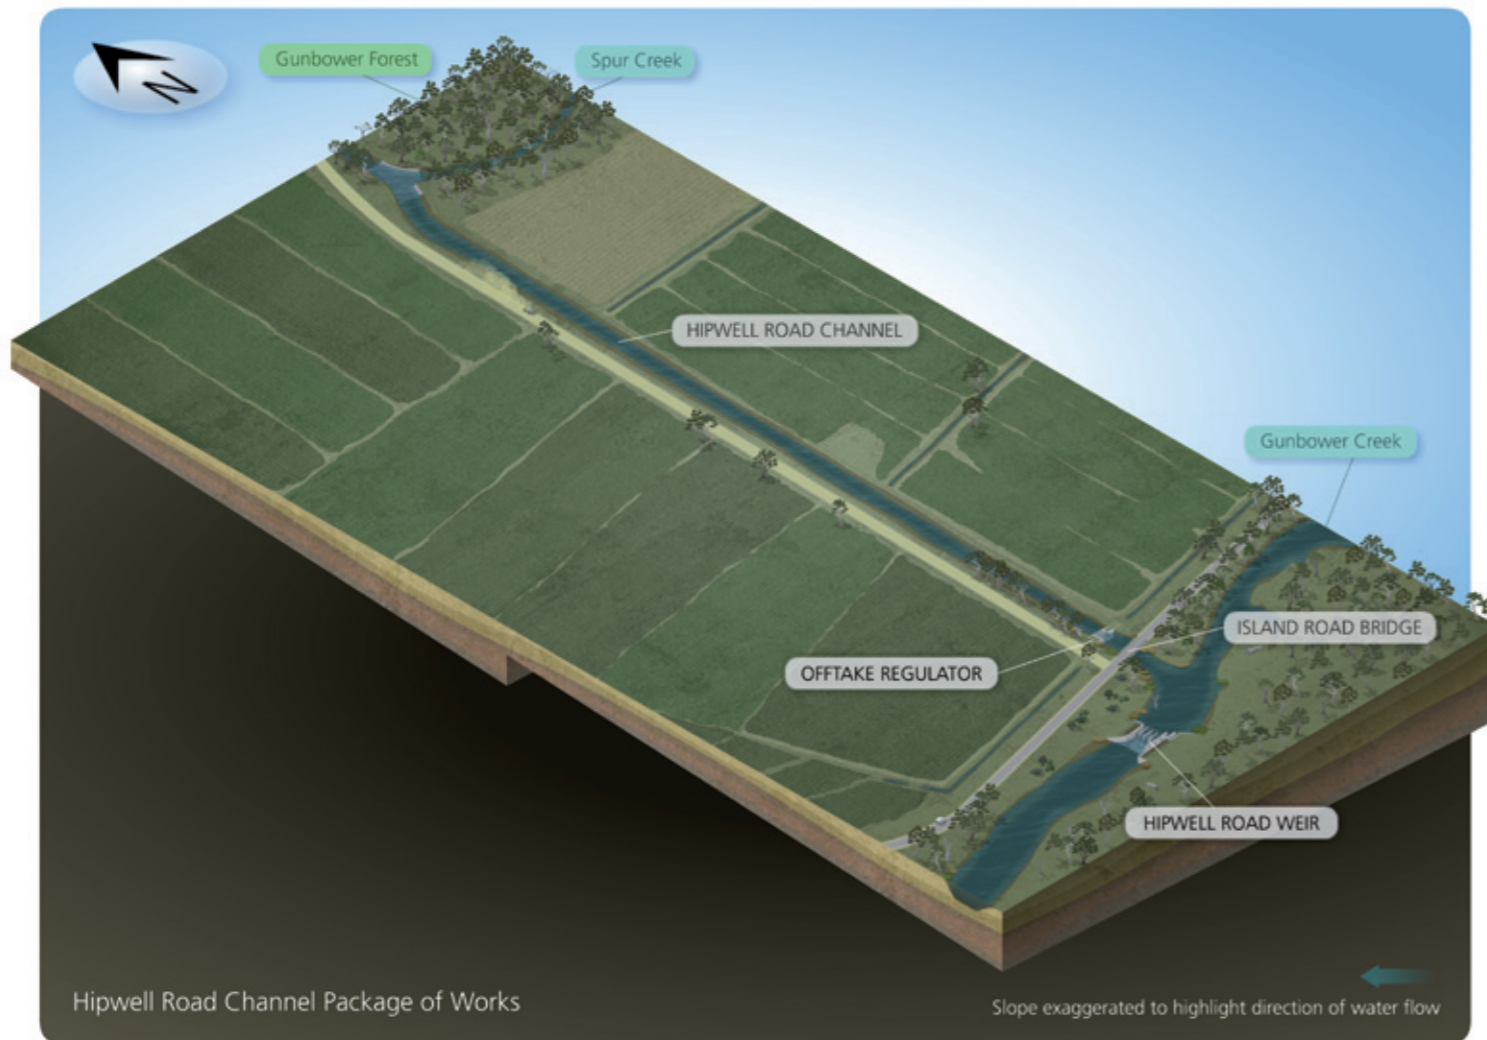 N
Gunbower Forest
Spur Creek
HIPWELL ROAD CHANNEL
Gunbower Creek
ISLAND ROAD BRIDGE
OFFTAKE REGULATOR
HIPWELL ROAD WEIR
Hipwell Road Channel Package of Works
Slope exaggerated to highlight direction of water flow